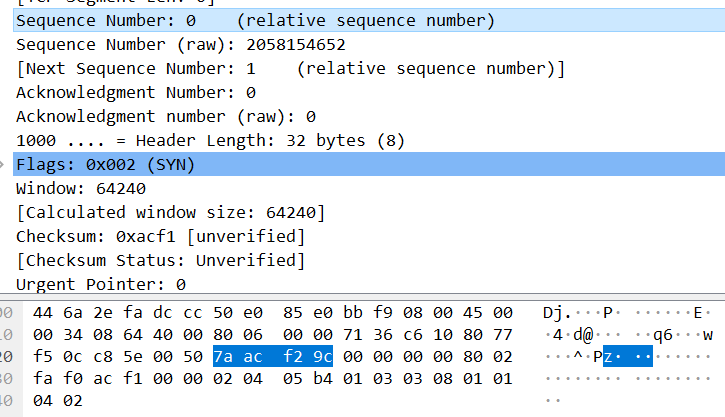 Sequence Number: 0    (relative sequence number)
Sequence Number (raw): 2058154652
[Next Sequence Number: 1    (relative sequence number)]
Acknowledgment Number: 0
Acknowledgment number (raw): 0
1000 .... = Header Length: 32 bytes (8)
Flags: 0x002 (SYN)
Window: 64240
[Calculated window size: 64240]
Checksum: 0xacf1 [unverified]
[Checksum Status: Unverified]
Urgent Pointer: 0
00 44 6a 2e fa dc cc 50 e0 85 e0 bb f9 08 00 45 00 Dj.···P· ······E·
10 00 34 08 64 40 00 80 06 00 00 71 36 c6 10 80 77 ·4·d@··· ··q6···w
20 f5 0c c8 5e 00 50 7a ac f2 9c 00 00 00 00 80 02 ···^·Pz· ········
30 fa f0 ac f1 00 00 02 04 05 b4 01 03 03 08 01 01 ········ ········
40 04 02 ··